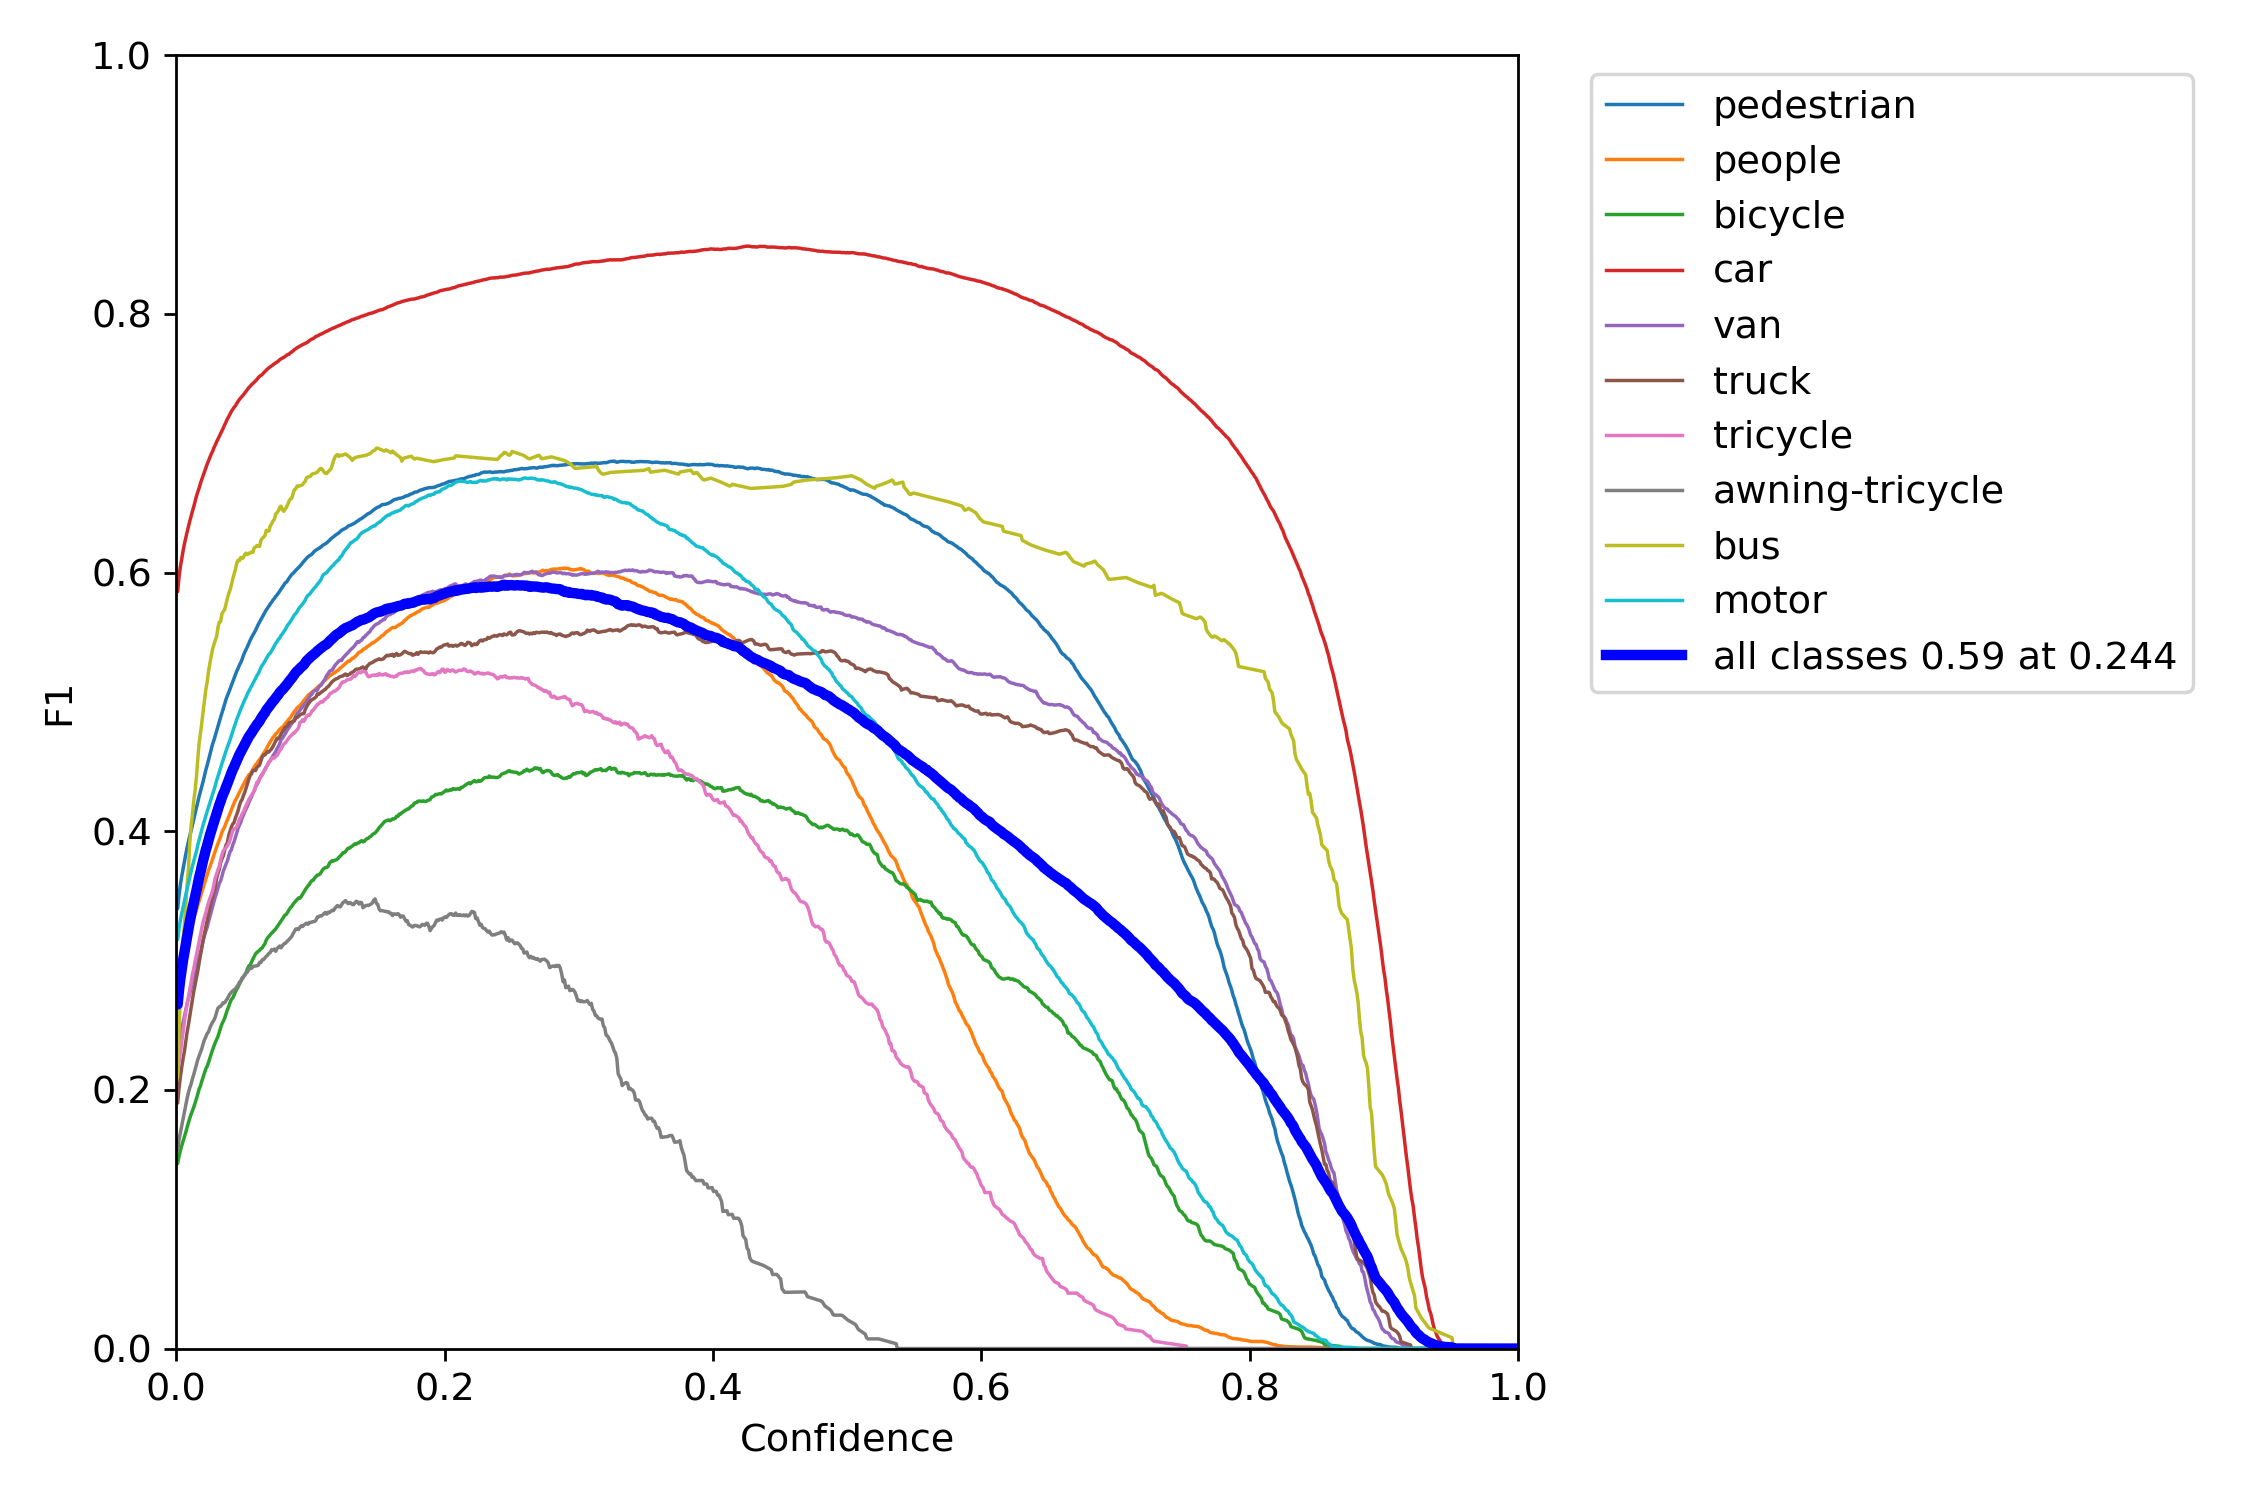 1.0
0.8
0.6
0.4
0.2
0.0
F1
0.0 0.2 0.4 0.6 0.8 1.0
Confidence
pedestrian
people
bicycle
car
van
truck
tricycle
awning-tricycle
bus
motor
all classes 0.59 at 0.244